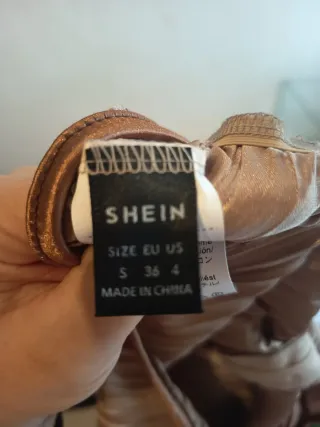 SHEIN
SIZE EU US
S 36 4
MADE IN CHINA